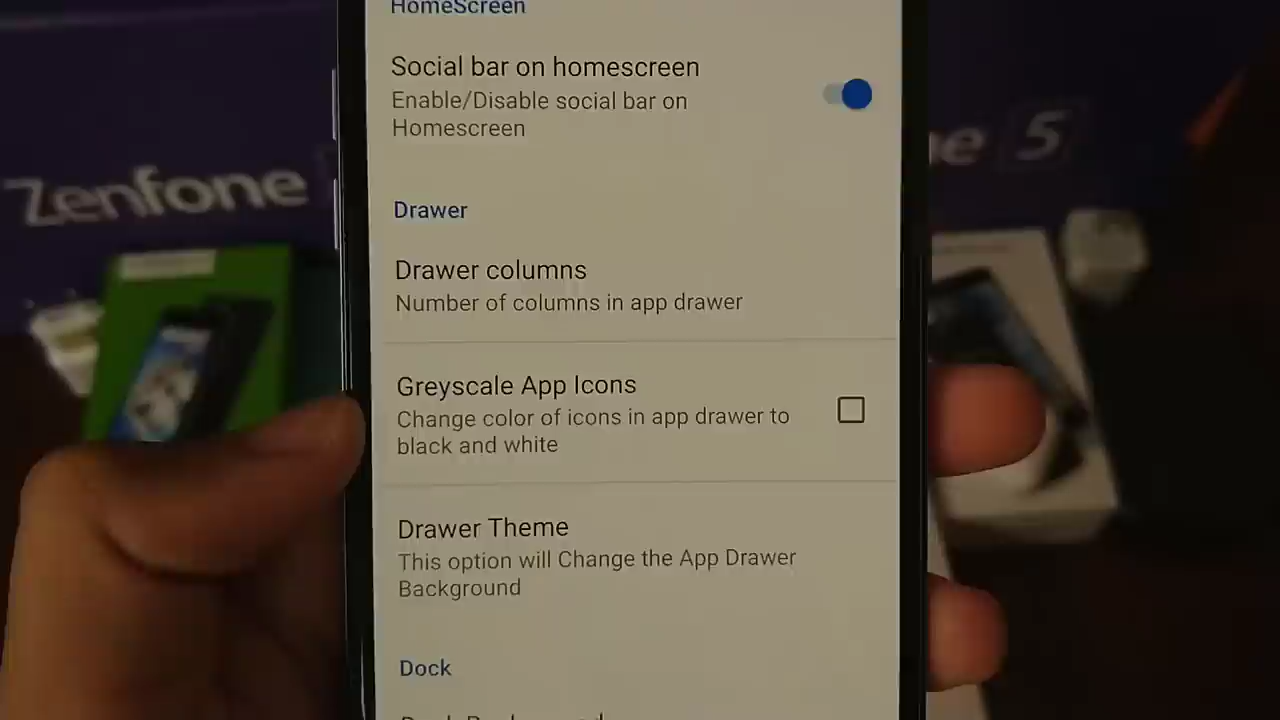 HomeScreen
Social bar on homescreen
Enable/Disable social bar on
Homescreen
Drawer
Drawer columns
Number of columns in app drawer
Greyscale App Icons
Change color of icons in app drawer to
black and white
Drawer Theme
This option will Change the App Drawer
Background
Dock
Zenfone
ne 5